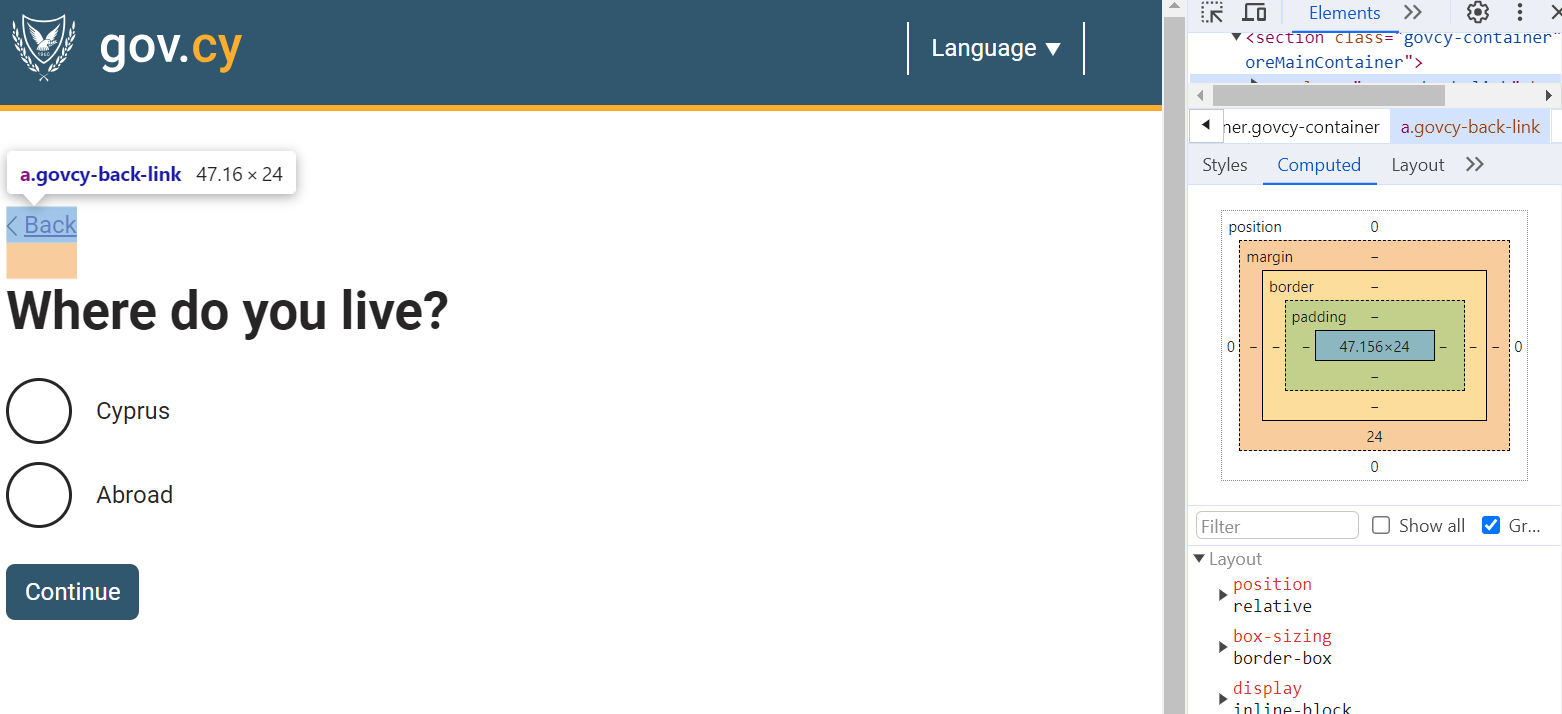 gov.cy
Language ▼
a.govcy-back-link 47.16 × 24
Back
Where do you live?
Cyprus
Abroad
Continue
Elements
<section class="govcy-container"
oreMainContainer">
ner.govcy-container a.govcy-back-link
Styles Computed Layout
position 0
margin –
border –
padding –
0 – – – 47.156×24 – – – 0
–
–
24
0
Filter Show all Gr...
Layout
position
relative
box-sizing
border-box
display
inline-block